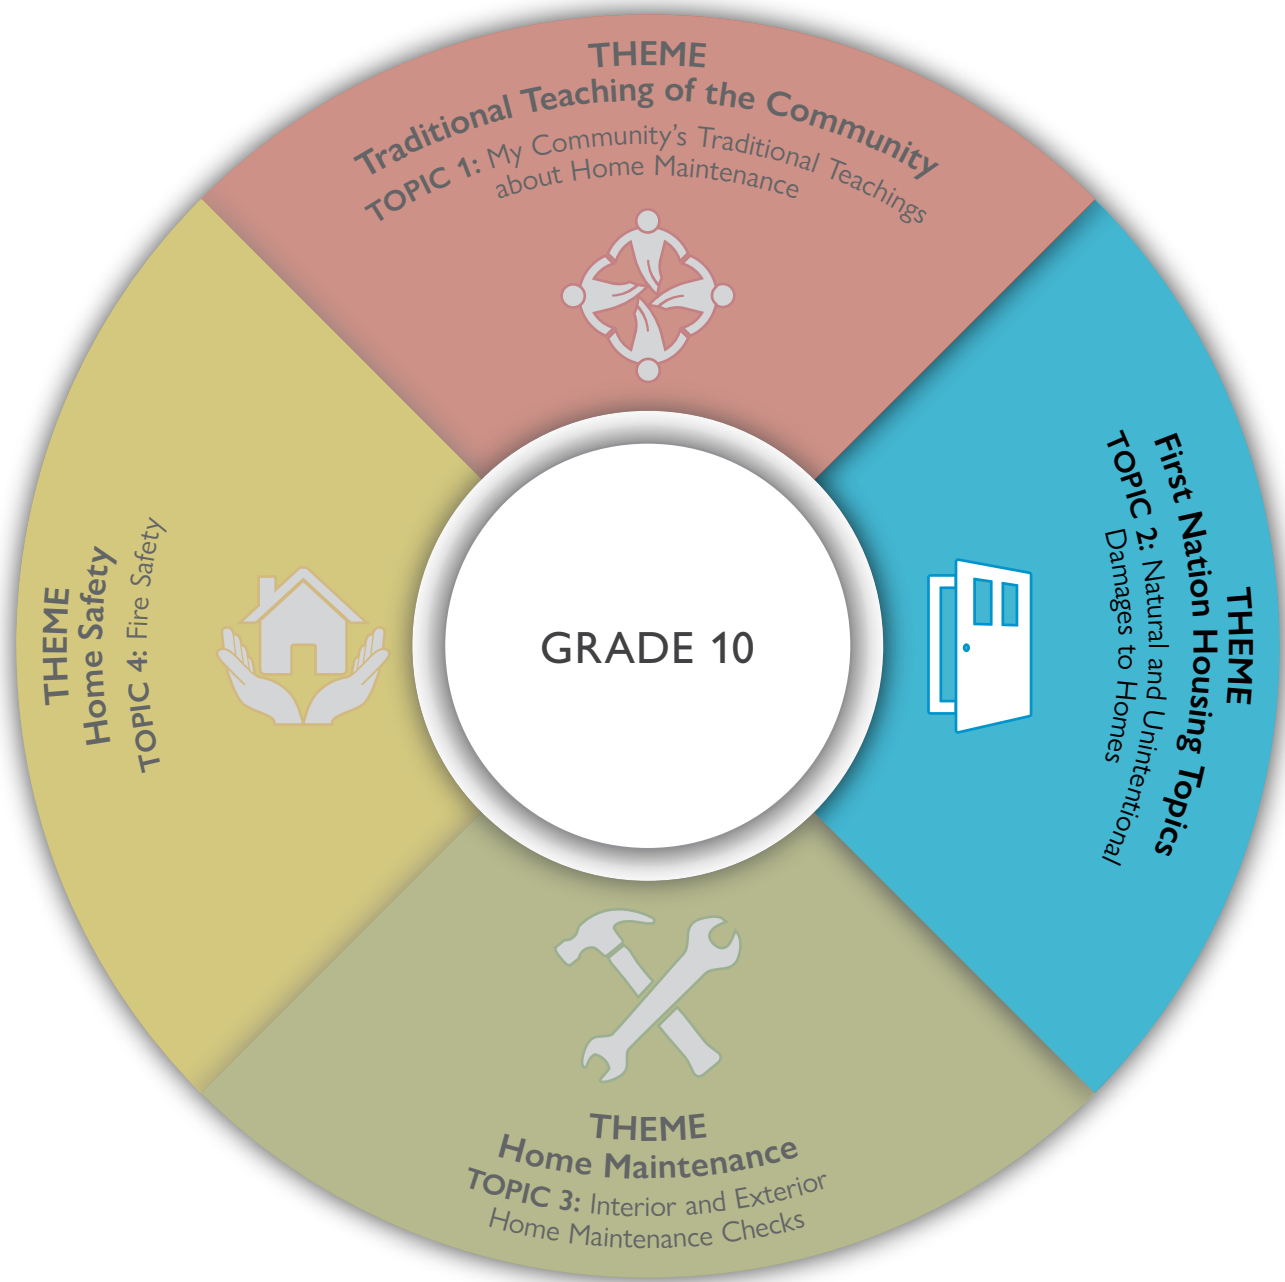 THEME
Traditional Teaching of the Community
TOPIC 1: My Community’s Traditional Teachings
about Home Maintenance
THEME
First Nation Housing Topics
TOPIC 2: Natural and Unintentional
Damages to Homes
THEME
Home Maintenance
TOPIC 3: Interior and Exterior
Home Maintenance Checks
THEME
Home Safety
TOPIC 4: Fire Safety
GRADE 10